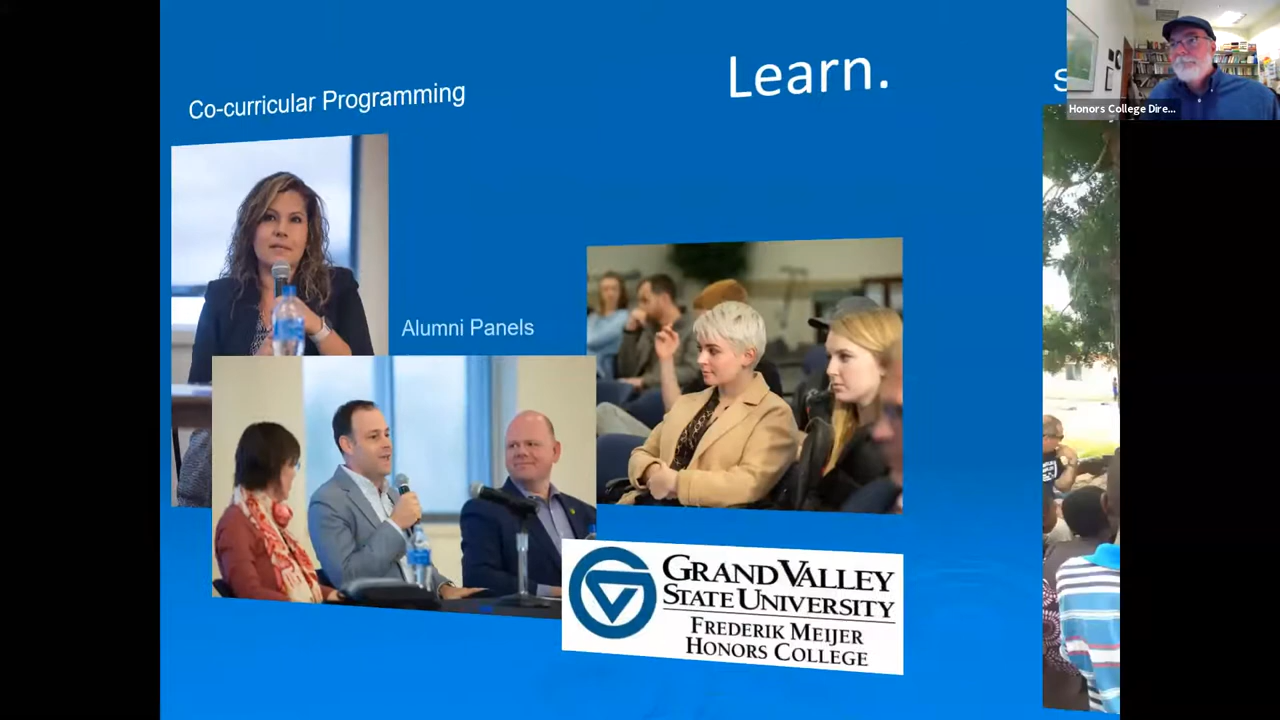 Co-curricular Programming
Learn.
Honors College Dire...
Alumni Panels
GRAND VALLEY
STATE UNIVERSITY
FREDERIK MEIJER
HONORS COLLEGE